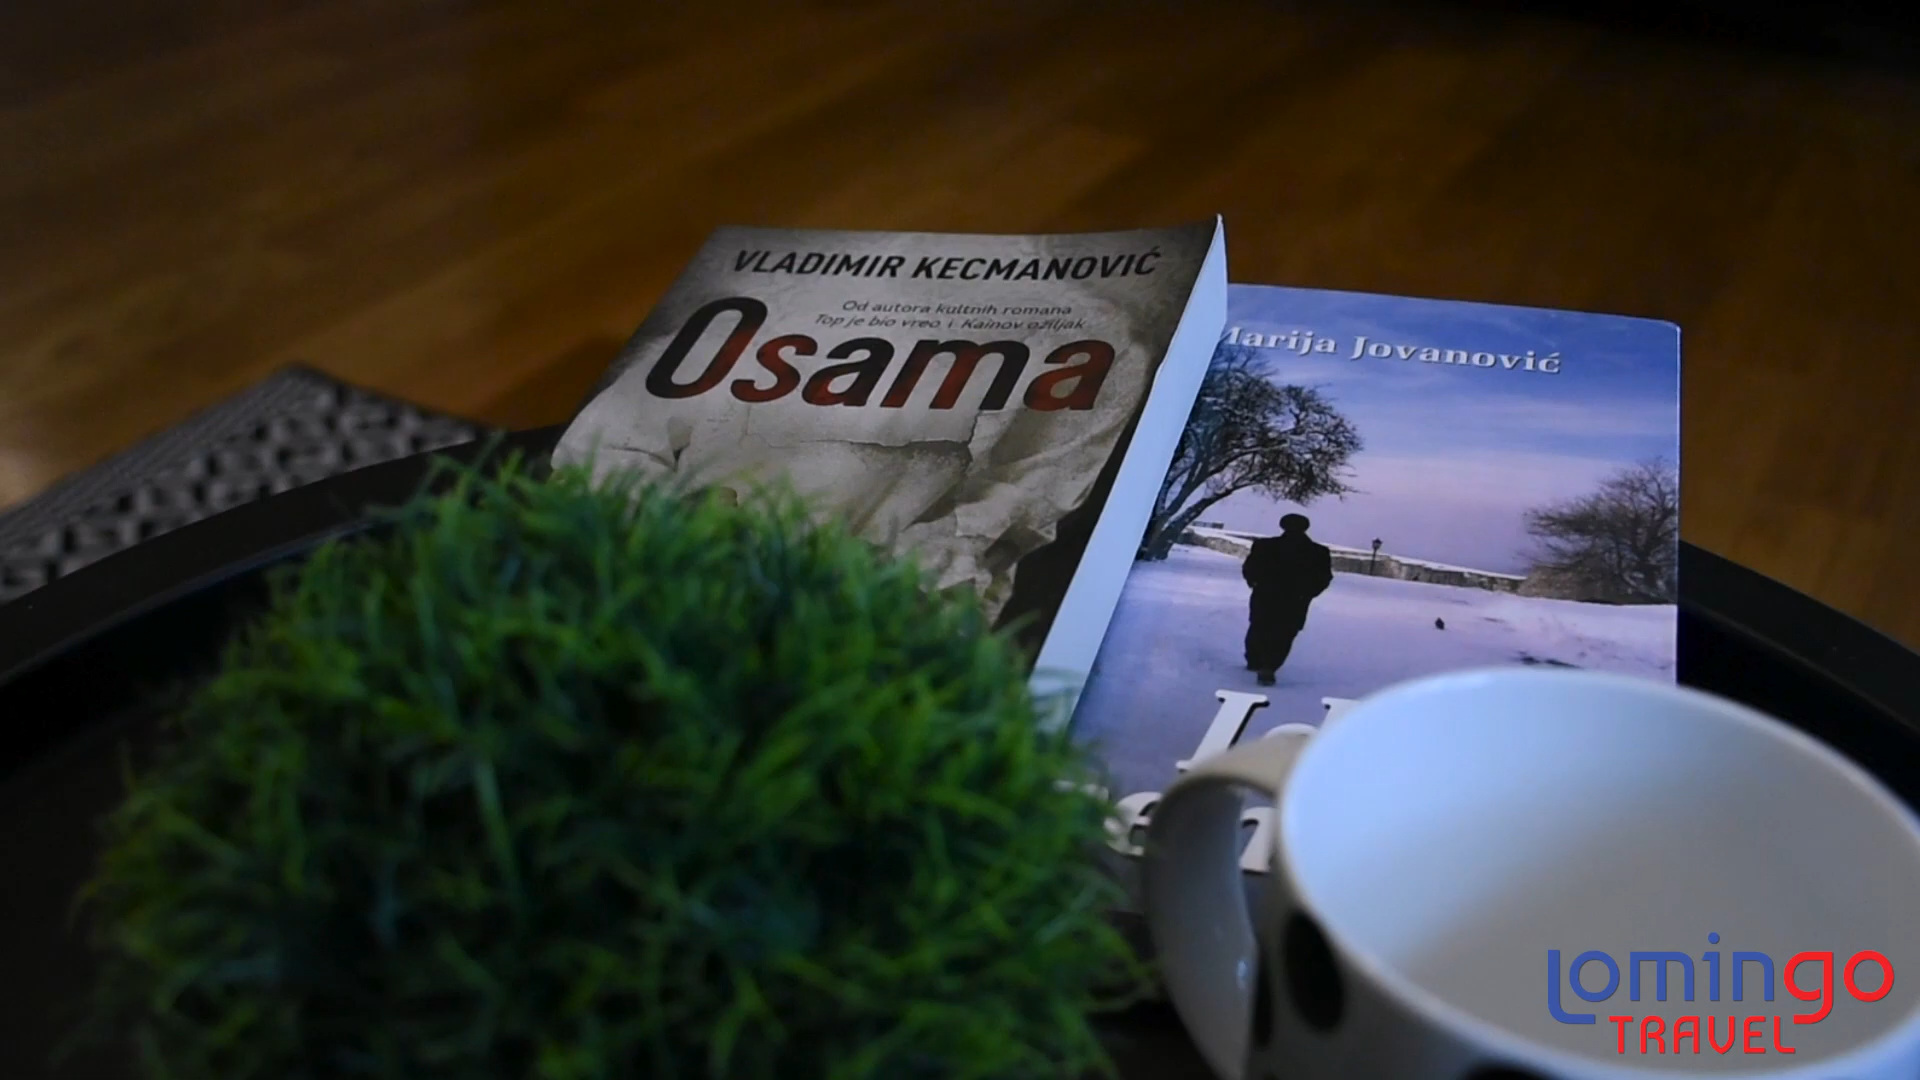 VLADIMIR KECMANOVIĆ
Od autora kultnih romana
Top je bio vreo i Kainov ožiljak
Osama
Marija Jovanović
lomingo
TRAVEL